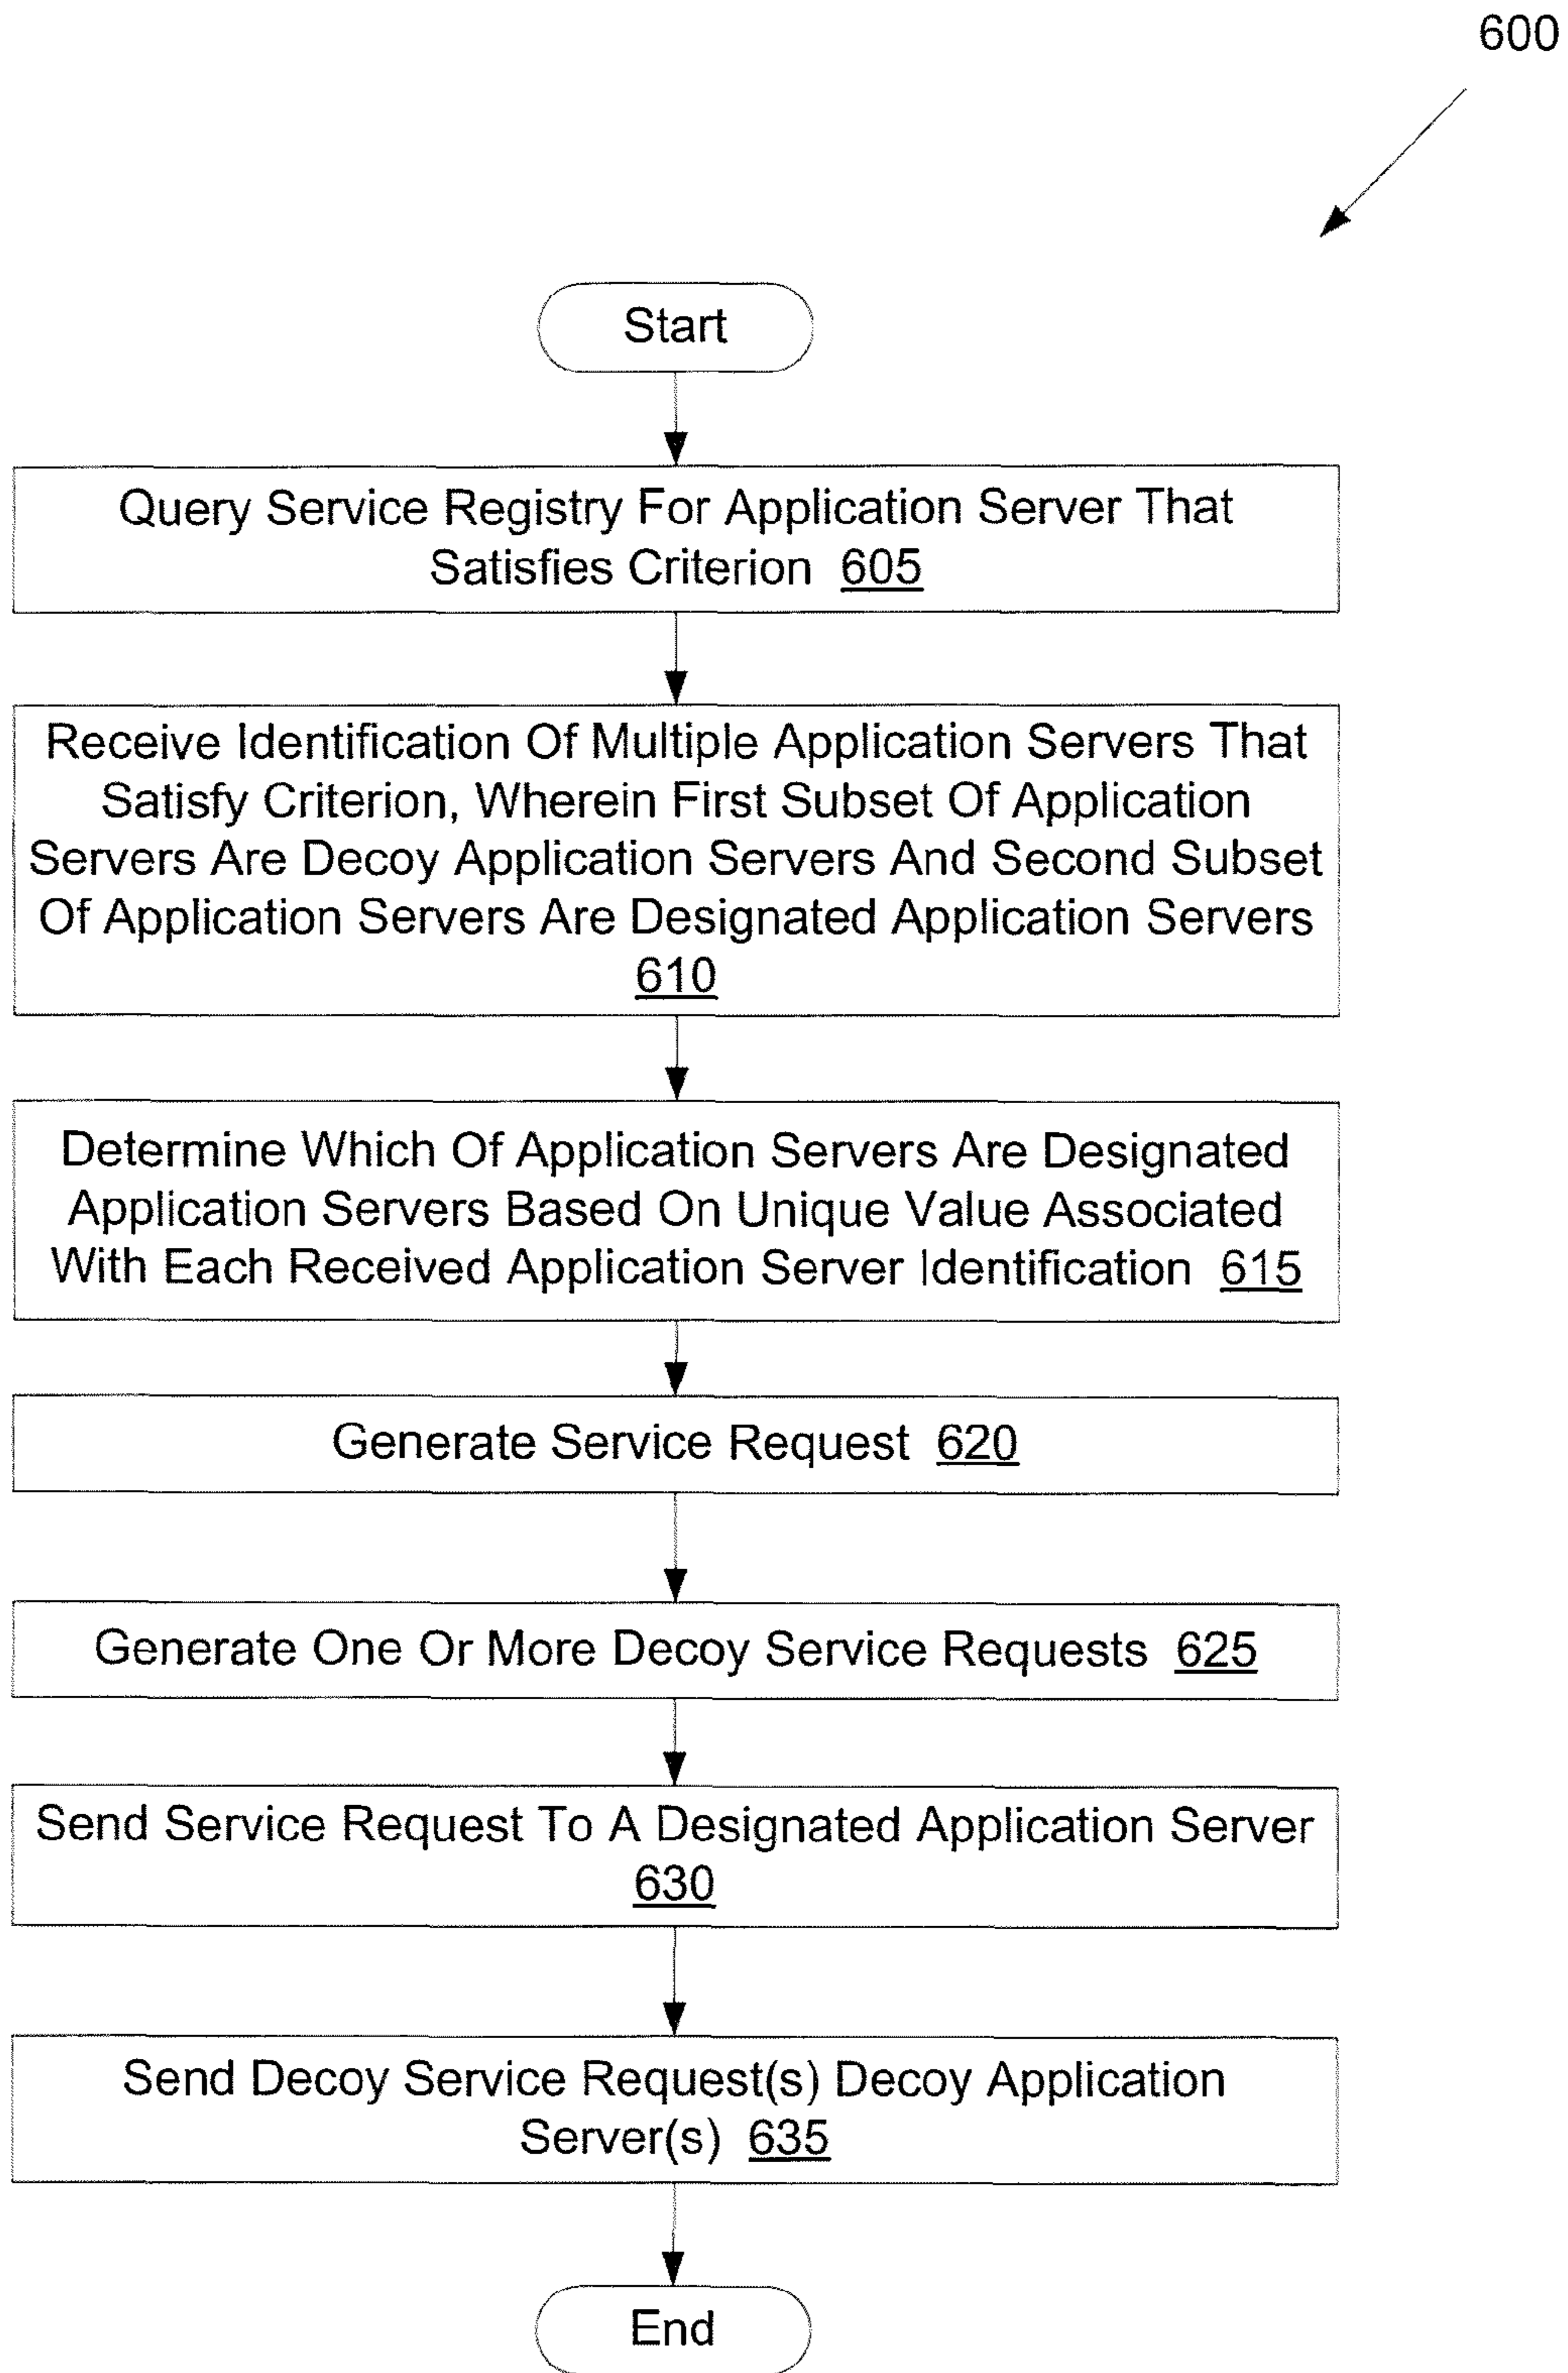 600
Start
Query Service Registry For Application Server That
Satisfies Criterion 605
Receive Identification Of Multiple Application Servers That
Satisfy Criterion, Wherein First Subset Of Application
Servers Are Decoy Application Servers And Second Subset
Of Application Servers Are Designated Application Servers
610
Determine Which Of Application Servers Are Designated
Application Servers Based On Unique Value Associated
With Each Received Application Server Identification 615
Generate Service Request 620
Generate One Or More Decoy Service Requests 625
Send Service Request To A Designated Application Server
630
Send Decoy Service Request(s) Decoy Application
Server(s) 635
End